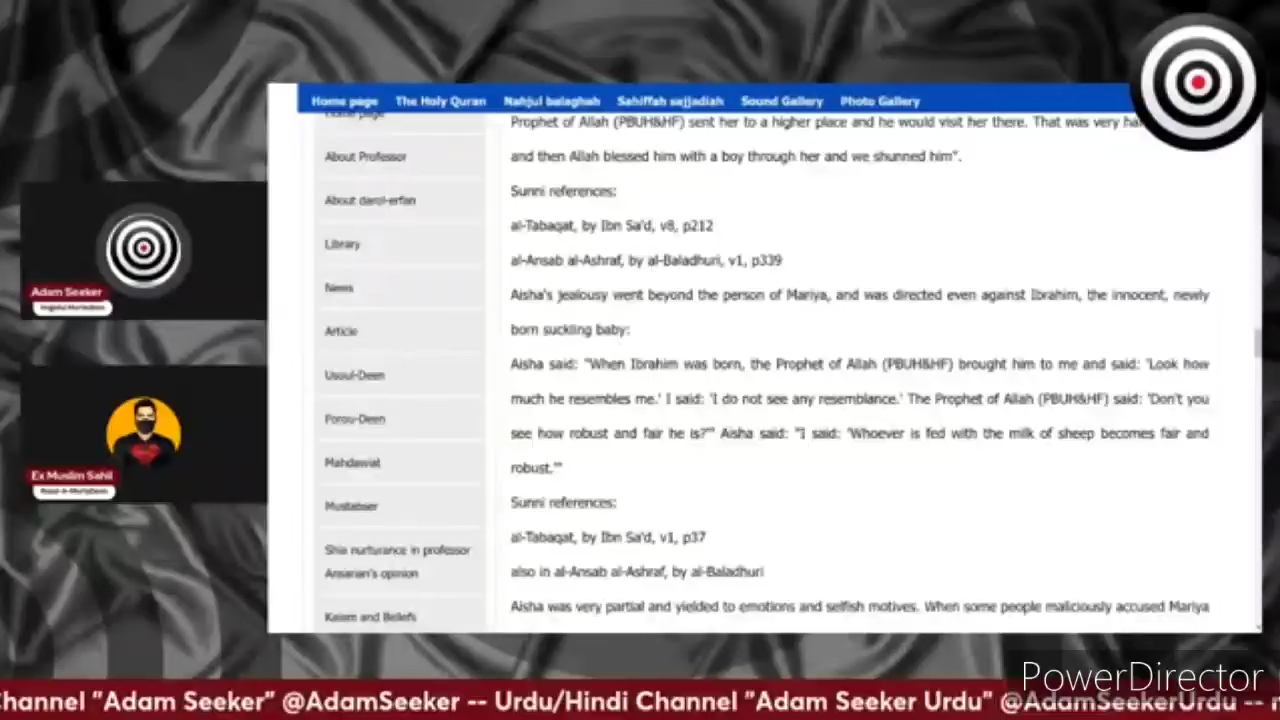 Home page The Holy Quran Nahjul balaghah Sahiffah sajjadiah Sound Gallery Photo Gallery
Home page
About Professor
About darol-erfan
Library
News
Article
Usoul-Deen
Forou-Deen
Mahdawiat
Mustabser
Shia nurturance in professor
Ansarian's opinion
Kalam and Beliefs
Prophet of Allah (PBUH&HF) sent her to a higher place and he would visit her there. That was very
and then Allah blessed him with a boy through her and we shunned him".
Sunni references:
al-Tabaqat, by Ibn Sa'd, v8, p212
al-Ansab al-Ashraf, by al-Baladhuri, v1, p339
Aisha's jealousy went beyond the person of Mariya, and was directed even against Ibrahim, the innocent, newly
born suckling baby:
Aisha said: "When Ibrahim was born, the Prophet of Allah (PBUH&HF) brought him to me and said: 'Look how
much he resembles me.' I said: 'I do not see any resemblance.' The Prophet of Allah (PBUH&HF) said: 'Don't you
see how robust and fair he is?'" Aisha said: "I said: 'Whoever is fed with the milk of sheep becomes fair and
robust.'"
Sunni references:
al-Tabaqat, by Ibn Sa'd, v1, p37
also in al-Ansab al-Ashraf, by al-Baladhuri
Aisha was very partial and yielded to emotions and selfish motives. When some people maliciously accused Mariya
Adam Seeker
Ex Muslim Sahil
PowerDirector
Channel "Adam Seeker" @AdamSeeker -- Urdu/Hindi Channel "Adam Seeker Urdu" @AdamSeekerUrdu --